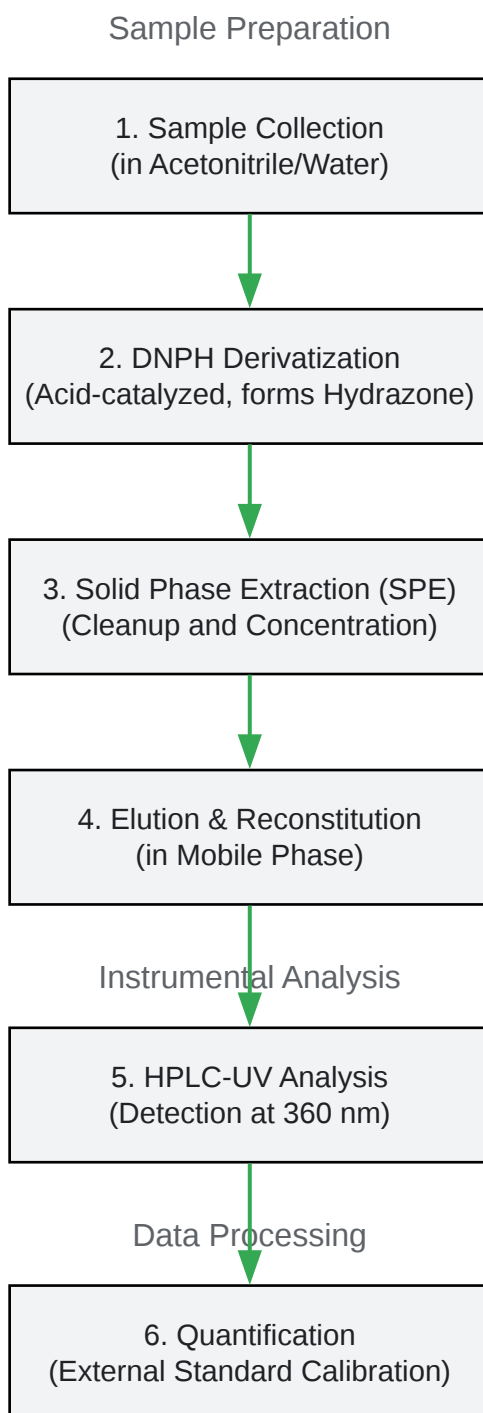 Sample Preparation
1. Sample Collection
(in Acetonitrile/Water)
2. DNPH Derivatization
(Acid-catalyzed, forms Hydrazone)
3. Solid Phase Extraction (SPE)
(Cleanup and Concentration)
4. Elution & Reconstitution
(in Mobile Phase)
Instrumental Analysis
5. HPLC-UV Analysis
(Detection at 360 nm)
Data Processing
6. Quantification
(External Standard Calibration)